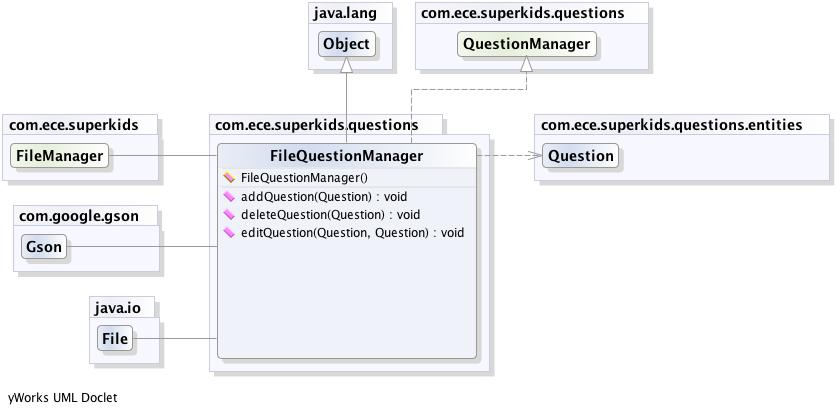 java.lang
Object
com.ece.superkids.questions
QuestionManager
com.ece.superkids
FileManager
com.google.gson
Gson
java.io
File
com.ece.superkids.questions
FileQuestionManager
FileQuestionManager()
addQuestion(Question) : void
deleteQuestion(Question) : void
editQuestion(Question, Question) : void
com.ece.superkids.questions.entities
Question
yWorks UML Doclet